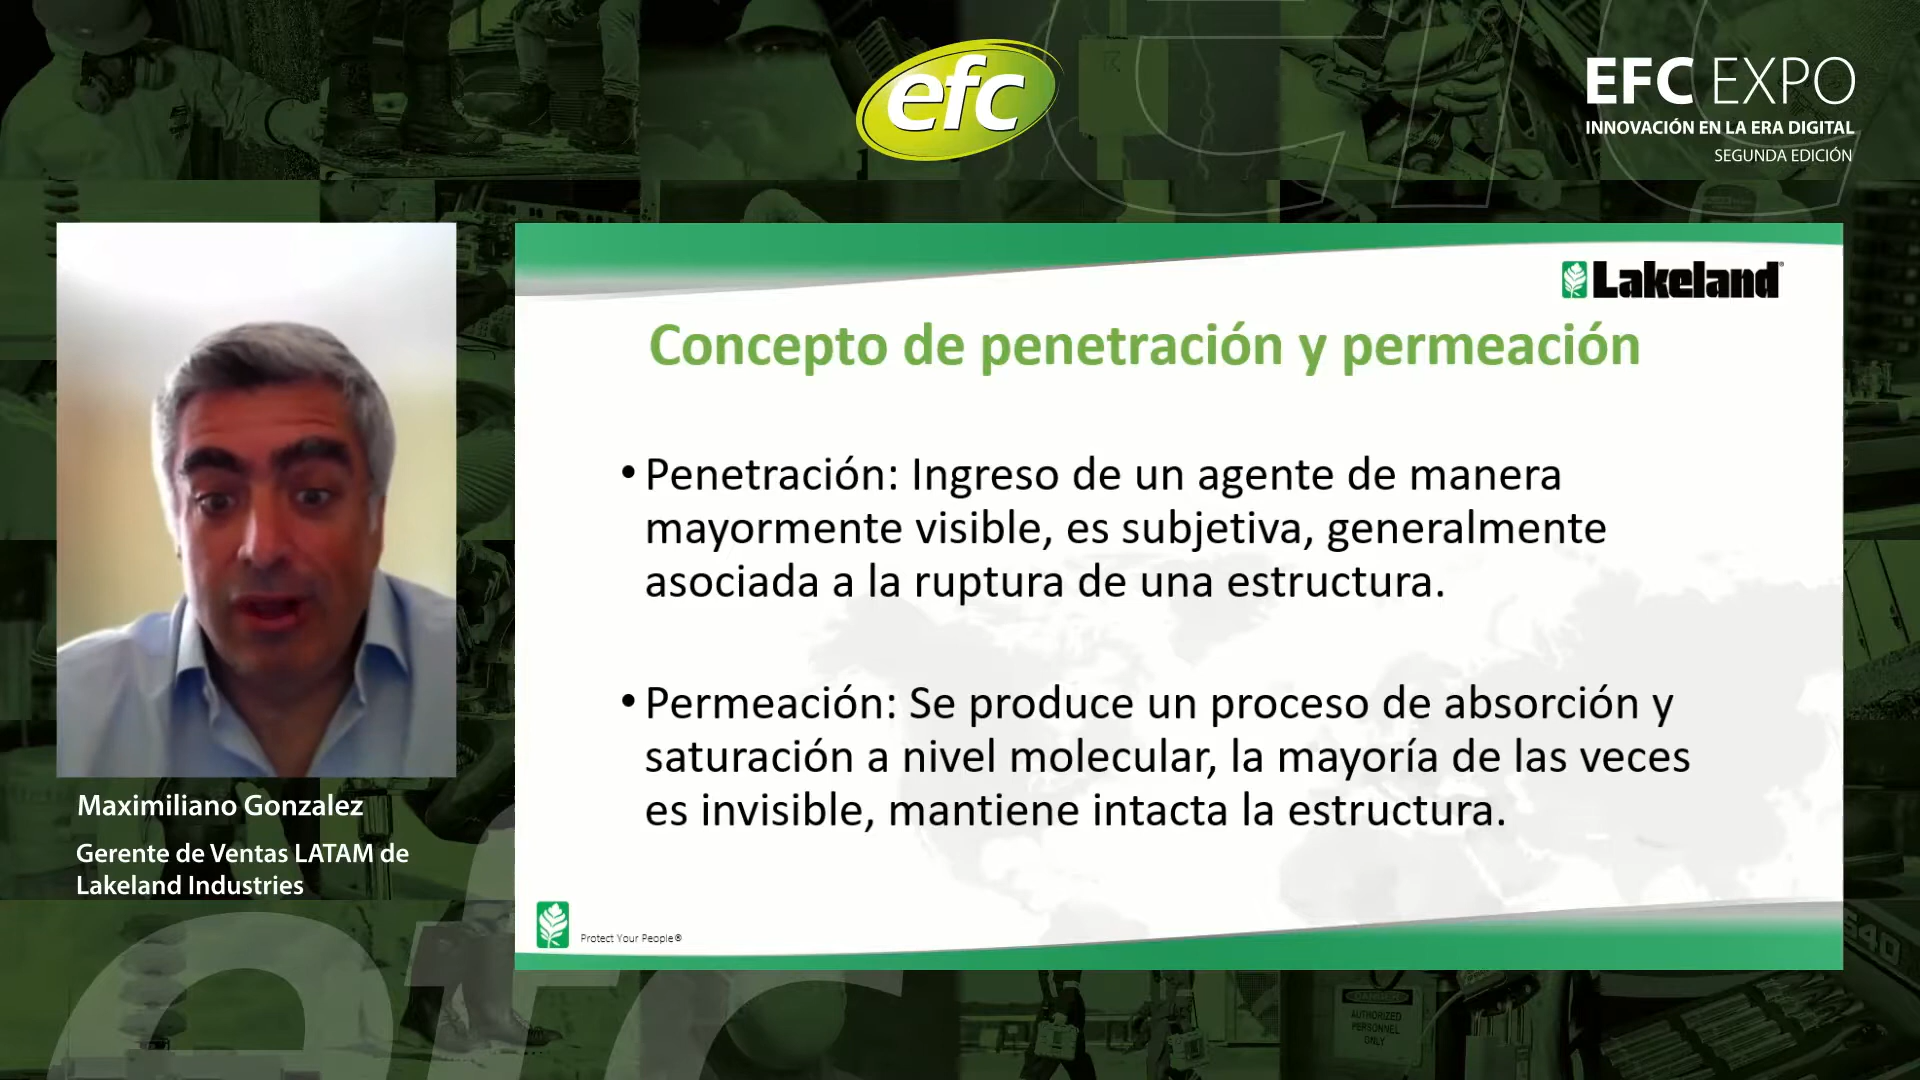 efc
EFC EXPO
INNOVACIÓN EN LA ERA DIGITAL
SEGUNDA EDICIÓN
Lakeland
Concepto de penetración y permeación
• Penetración: Ingreso de un agente de manera
mayormente visible, es subjetiva, generalmente
asociada a la ruptura de una estructura.
• Permeación: Se produce un proceso de absorción y
saturación a nivel molecular, la mayoría de las veces
es invisible, mantiene intacta la estructura.
Protect Your People®
Maximiliano Gonzalez
Gerente de Ventas LATAM de
Lakeland Industries
efc
DANGER
AUTHORIZED
PERSONNEL
ONLY
540